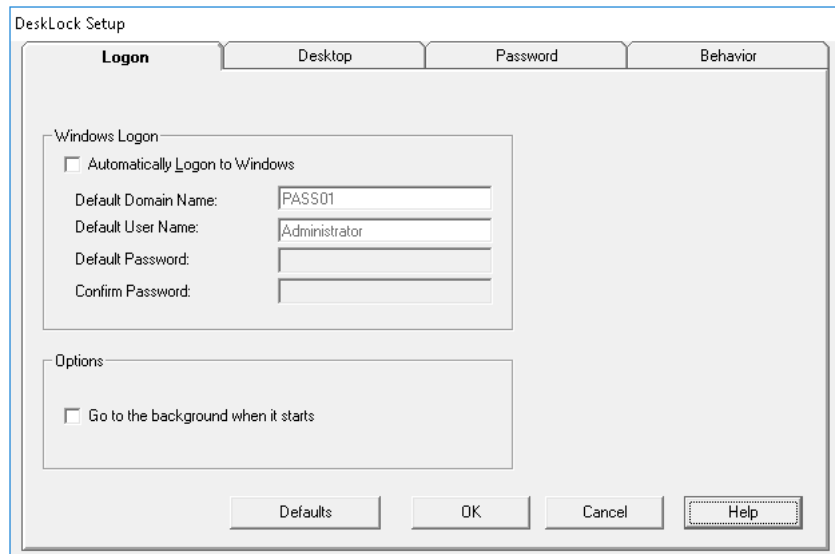 DeskLock Setup
Logon Desktop Password Behavior
Windows Logon
Automatically Logon to Windows
Default Domain Name: PASS01
Default User Name: Administrator
Default Password:
Confirm Password:
Options
Go to the background when it starts
Defaults OK Cancel Help